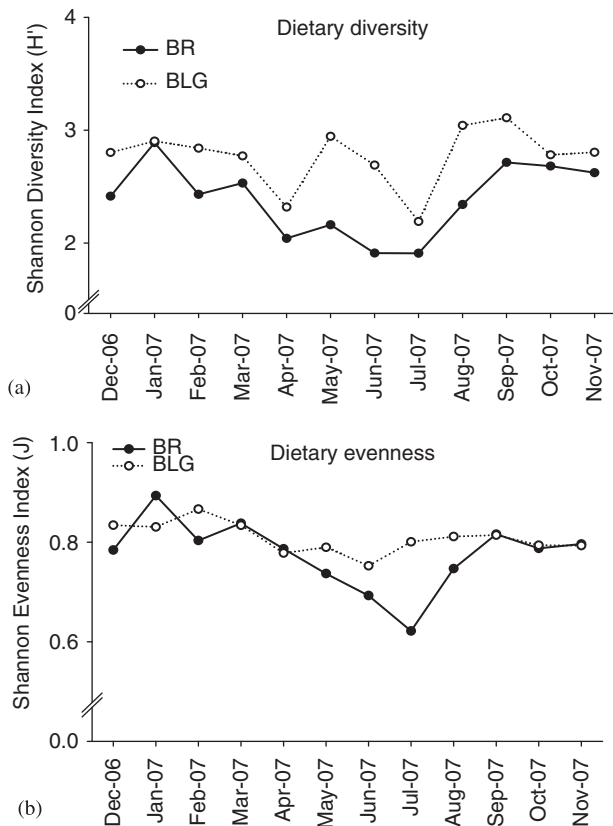 4
Dietary diversity
BR
BLG
3
2
0
Shannon Diversity Index (H')
Dec-06
Jan-07
Feb-07
Mar-07
Apr-07
May-07
Jun-07
Jul-07
Aug-07
Sep-07
Oct-07
Nov-07
(a)
1.0
BR
BLG
Dietary evenness
0.8
0.6
0.0
Shannon Evenness Index (J)
Dec-06
Jan-07
Feb-07
Mar-07
Apr-07
May-07
Jun-07
Jul-07
Aug-07
Sep-07
Oct-07
Nov-07
(b)